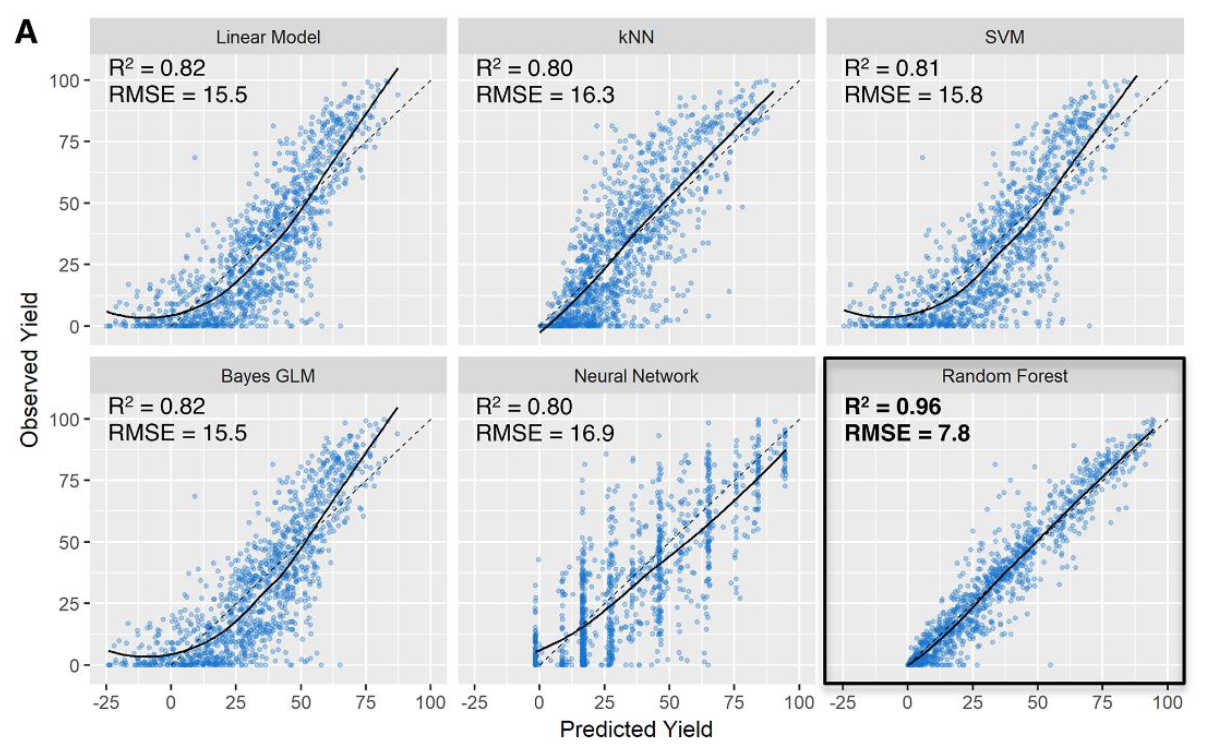 A
Linear Model
kNN
SVM
R² = 0.82
RMSE = 15.5
R² = 0.80
RMSE = 16.3
R² = 0.81
RMSE = 15.8
100
75
50
25
0
Observed Yield
Bayes GLM
Neural Network
Random Forest
R² = 0.82
RMSE = 15.5
R² = 0.80
RMSE = 16.9
R² = 0.96
RMSE = 7.8
100
75
50
25
0
-25 0 25 50 75 100
-25 0 25 50 75 100
-25 0 25 50 75 100
Predicted Yield